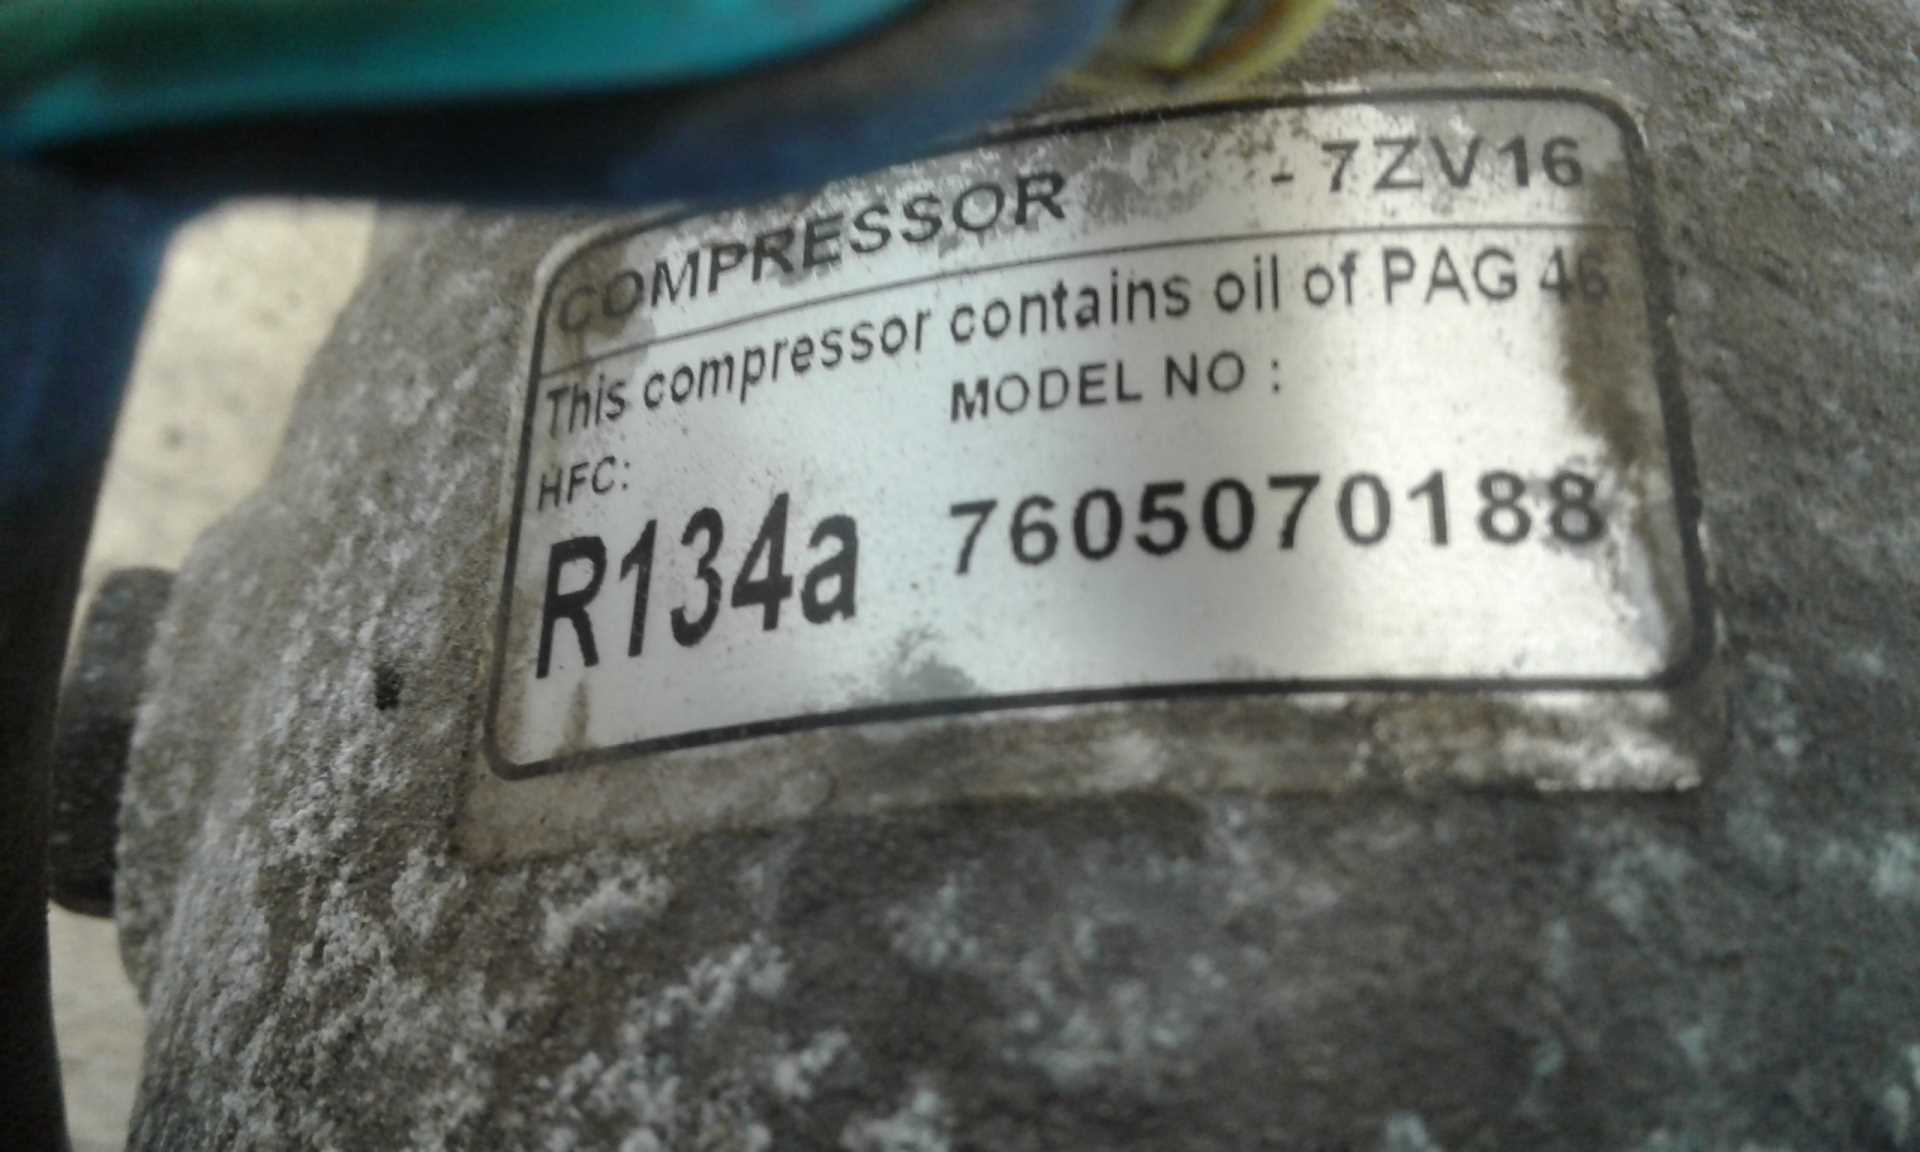 COMPRESSOR - 7ZV16
This compressor contains oil of PAG 46
HFC: MODEL NO :
R134a 7605070188